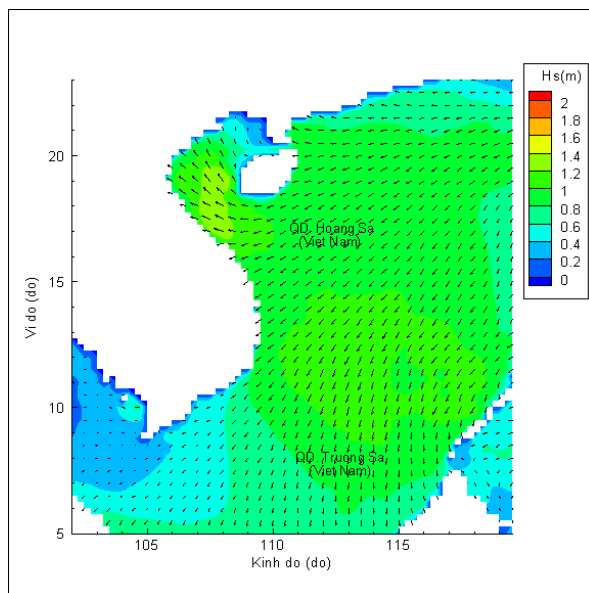 Hs(m)
2
1.8
1.6
1.4
1.2
1
0.8
0.6
0.4
0.2
0
20
15
10
5
Vi do (do)
QD. Hoang Sa
(Viet Nam)
QD. Truong Sa
(Viet Nam)
105
110
115
Kinh do (do)